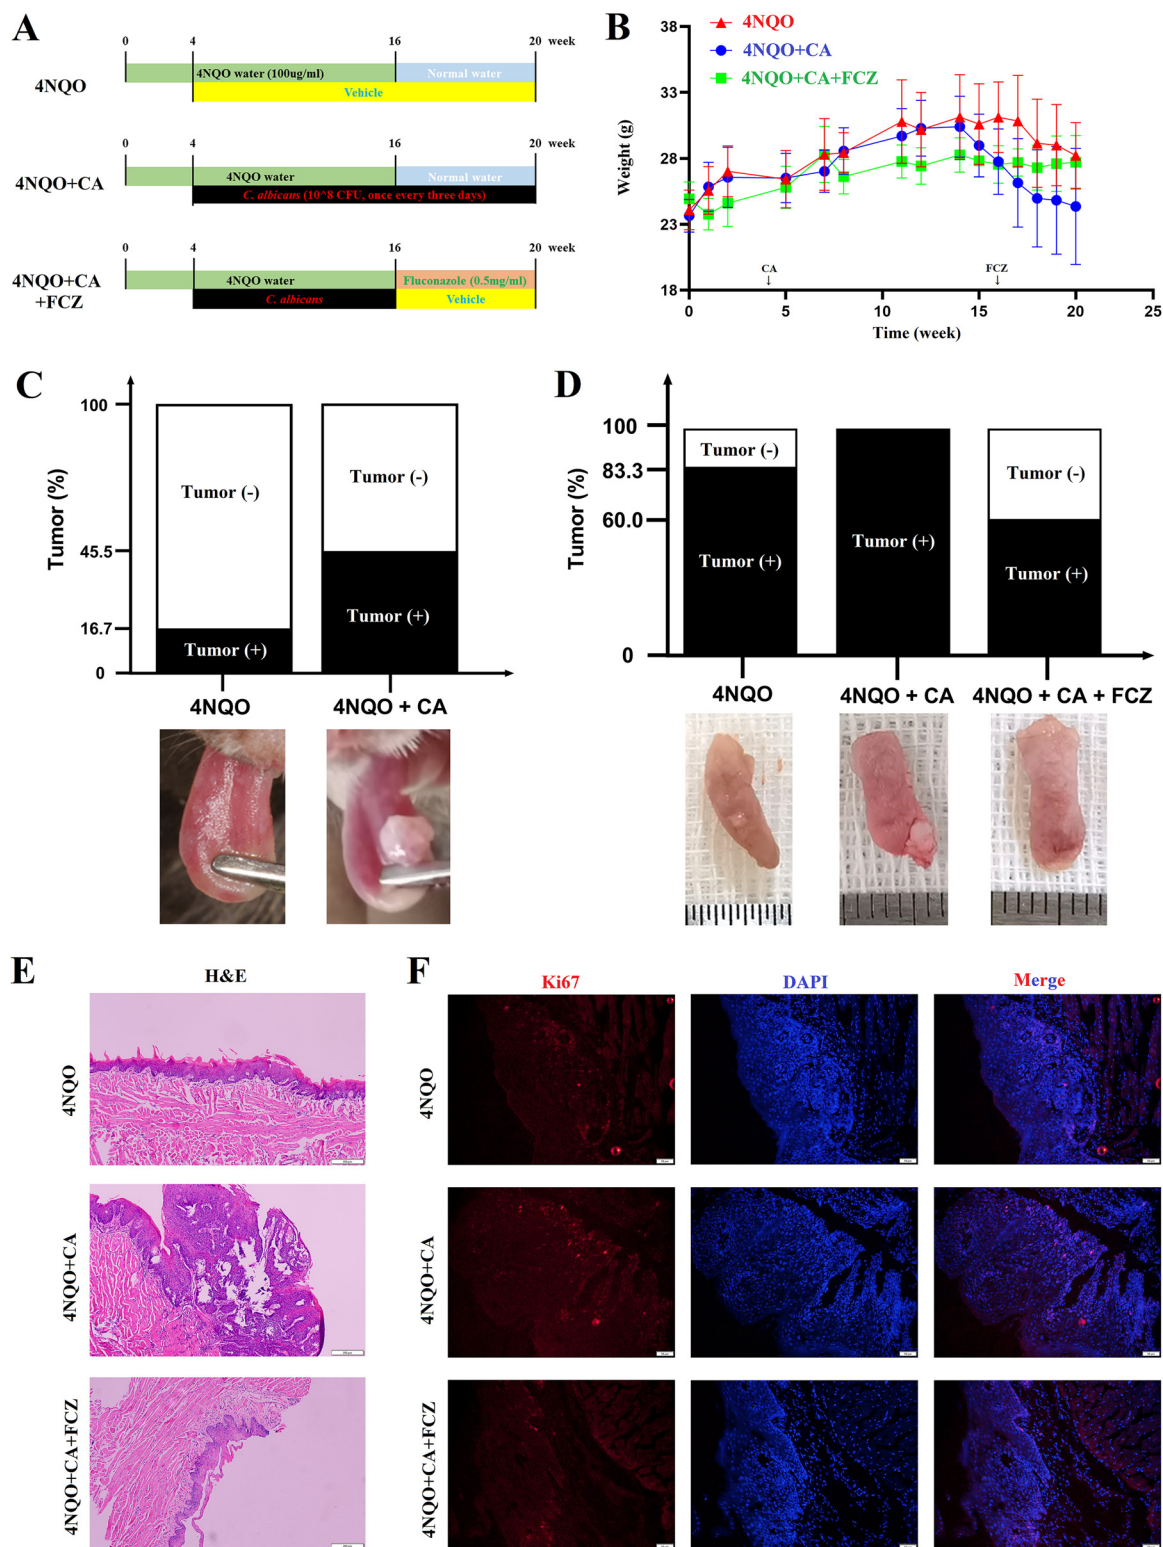 A
0 4 16 20 week
4NQO
4NQO water (100ug/ml)
Normal water
Vehicle
0 4 16 20 week
4NQO+CA
4NQO water
Normal water
C. albicans (10^8 CFU, once every three days)
0 4 16 20 week
4NQO+CA
+FCZ
4NQO water
Fluconazole (0.5mg/ml)
C. albicans
Vehicle
B
4NQO
4NQO+CA
4NQO+CA+FCZ
Weight (g)
38
33
28
23
18
CA
↓
FCZ
↓
0 5 10 15 20 25
Time (week)
C
Tumor (%)
100
45.5
16.7
0
Tumor (-)
Tumor (+)
Tumor (-)
Tumor (+)
4NQO
4NQO + CA
D
Tumor (%)
100
83.3
60.0
0
Tumor (-)
Tumor (+)
Tumor (+)
Tumor (-)
Tumor (+)
4NQO
4NQO + CA
4NQO + CA + FCZ
E
H&E
4NQO
4NQO+CA
4NQO+CA+FCZ
F
Ki67
DAPI
Merge
4NQO
4NQO+CA
4NQO+CA+FCZ